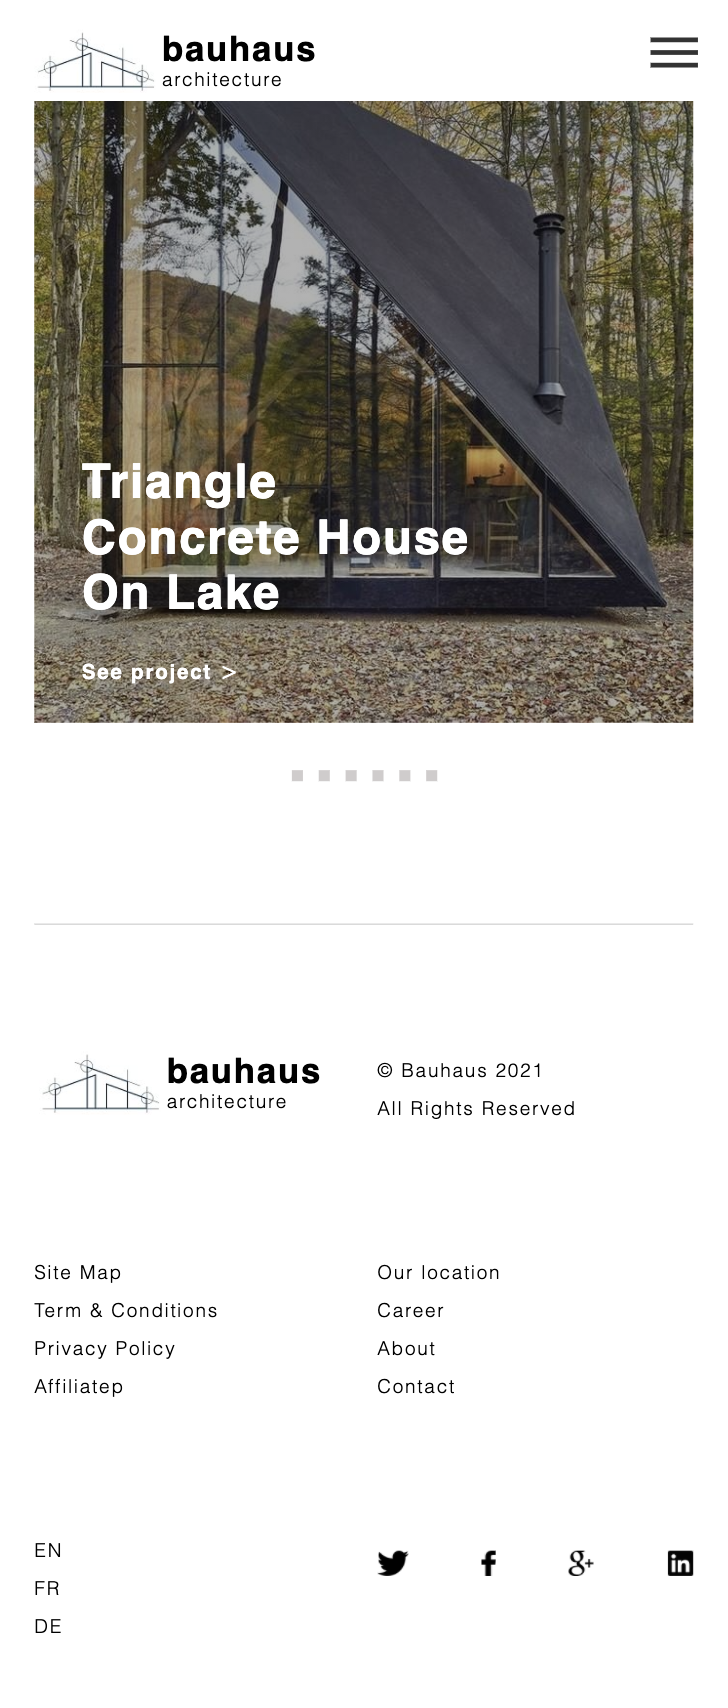 bauhaus
architecture
Triangle
Concrete House
On Lake
See project >
bauhaus
architecture
© Bauhaus 2021
All Rights Reserved
Site Map
Term & Conditions
Privacy Policy
Affiliatep
Our location
Career
About
Contact
EN
FR
DE
f
g+
in